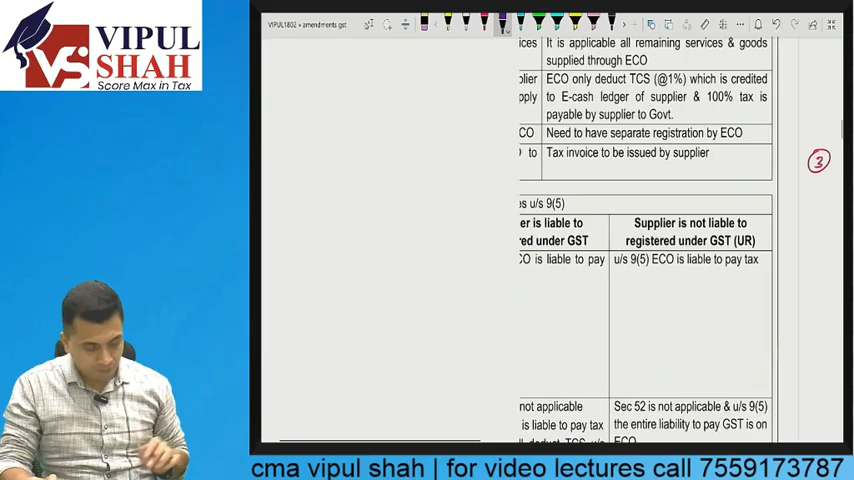 VIPUL
SHAH
Score Max in Tax
VIPUL1802 + amendments gst
ices
It is applicable all remaining services & goods
supplied through ECO
plier
ECO only deduct TCS (@1%) which is credited
pply
to E-cash ledger of supplier & 100% tax is
payable by supplier to Govt.
CO
Need to have separate registration by ECO
to
Tax invoice to be issued by supplier
3
es u/s 9(5)
er is liable to
red under GST
Supplier is not liable to
registered under GST (UR)
CO is liable to pay
u/s 9(5) ECO is liable to pay tax
not applicable
is liable to pay tax
Sec 52 is not applicable & u/s 9(5)
the entire liability to pay GST is on
cma vipul shah | for video lectures call 7559173787